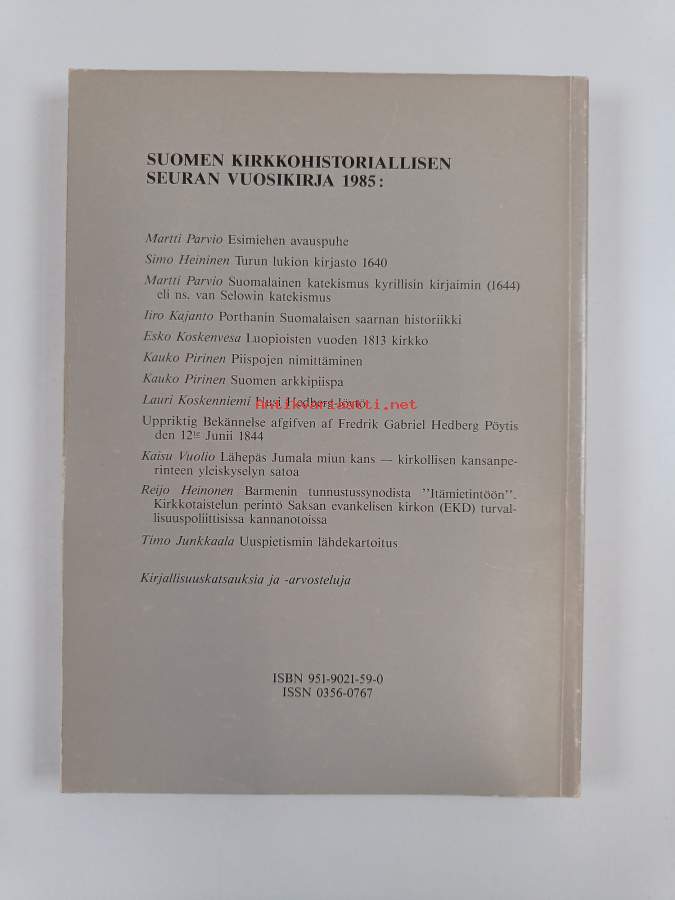 SUOMEN KIRKKOHISTORIALLISEN
SEURAN VUOSIKIRJA 1985:
Martti Parvio Esimiehen avauspuhe
Simo Heininen Turun lukion kirjasto 1640
Martti Parvio Suomalainen katekismus kyrillisin kirjaimin (1644)
eli ns. van Selowin katekismus
Iiro Kajanto Porthanin Suomalaisen saarnan historiikki
Esko Koskenvesa Luopioisten vuoden 1813 kirkko
Kauko Pirinen Piispojen nimittäminen
Kauko Pirinen Suomen arkkipiispa
Lauri Koskenniemi Uusi Hedberg-löytö
antikvariaatti.net
Uppriktig Bekännelse afgifven af Fredrik Gabriel Hedberg Pöytis
den 12te Junii 1844
Kaisu Vuolio Lähepäs Jumala miun kans — kirkollisen kansanpe-
rinteen yleiskyselyn satoa
Reijo Heinonen Barmenin tunnustussynodista ”Itämietintöön”.
Kirkkotaistelun perintö Saksan evankelisen kirkon (EKD) turval-
lisuuspoliittisissa kannanotoissa
Timo Junkkaala Uuspietismin lähdekartoitus
Kirjallisuuskatsauksia ja -arvosteluja
ISBN 951-9021-59-0
ISSN 0356-0767